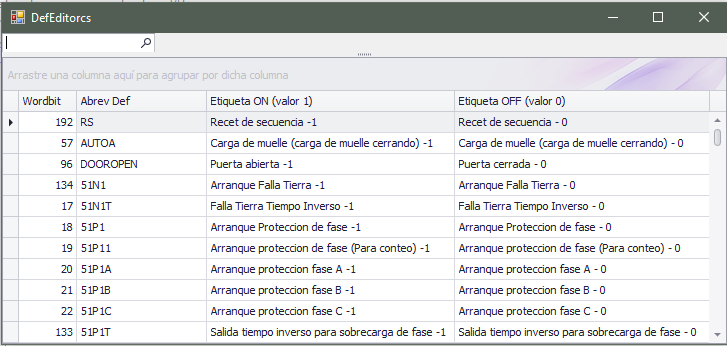 DefEditorcs
Arrastre una columna aquí para agrupar por dicha columna
Wordbit Abrev Def Etiqueta ON (valor 1) Etiqueta OFF (valor 0)
192 RS Recet de secuencia -1 Recet de secuencia - 0
57 AUTOA Carga de muelle (carga de muelle cerrando) -1 Carga de muelle (carga de muelle cerrando) - 0
96 DOOROPEN Puerta abierta -1 Puerta cerrada - 0
134 51N1 Arranque Falla Tierra -1 Arranque Falla Tierra - 0
17 51N1T Falla Tierra Tiempo Inverso -1 Falla Tierra Tiempo Inverso - 0
18 51P1 Arranque Proteccion de fase -1 Arranque Proteccion de fase - 0
19 51P11 Arranque proteccion de fase (Para conteo) -1 Arranque proteccion de fase (Para conteo) - 0
20 51P1A Arranque proteccion fase A -1 Arranque proteccion fase A - 0
21 51P1B Arranque proteccion fase B -1 Arranque proteccion fase B - 0
22 51P1C Arranque proteccion fase C -1 Arranque proteccion fase C - 0
133 51P1T Salida tiempo inverso para sobrecarga de fase -1 Salida tiempo inverso para sobrecarga de fase - 0